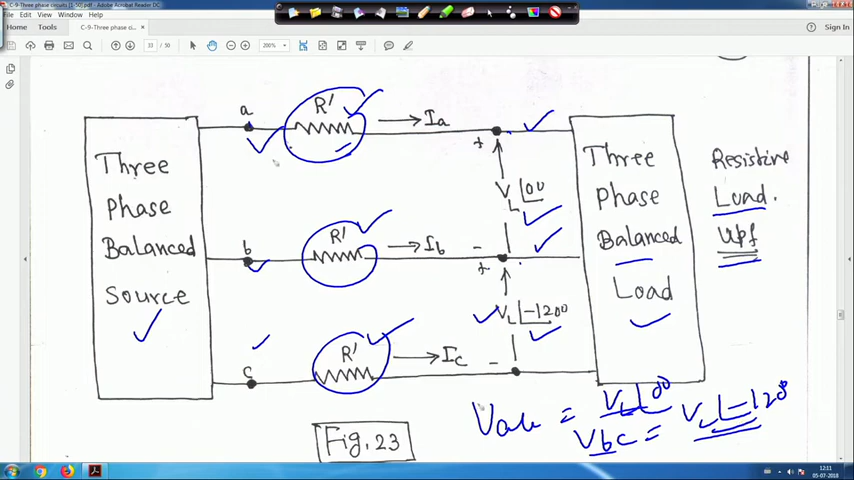 C-9-Three phase circuits [1-50].pdf - Adobe Acrobat Reader DC
File Edit View Window Help
Home Tools
C-9-Three phase ci... ×
Sign In
33 / 50
200%
a
R'
Ia
+
Three
Phase
Balanced
Source
VL 0°
Three
Phase
Balanced
Load
Resistive
Load.
Upf
b
R'
Ib
-
+
VL -120°
c
R'
Ic
-
= VL 0°
Vbc = VL -120°
Fig. 23
12:11
05-07-2018